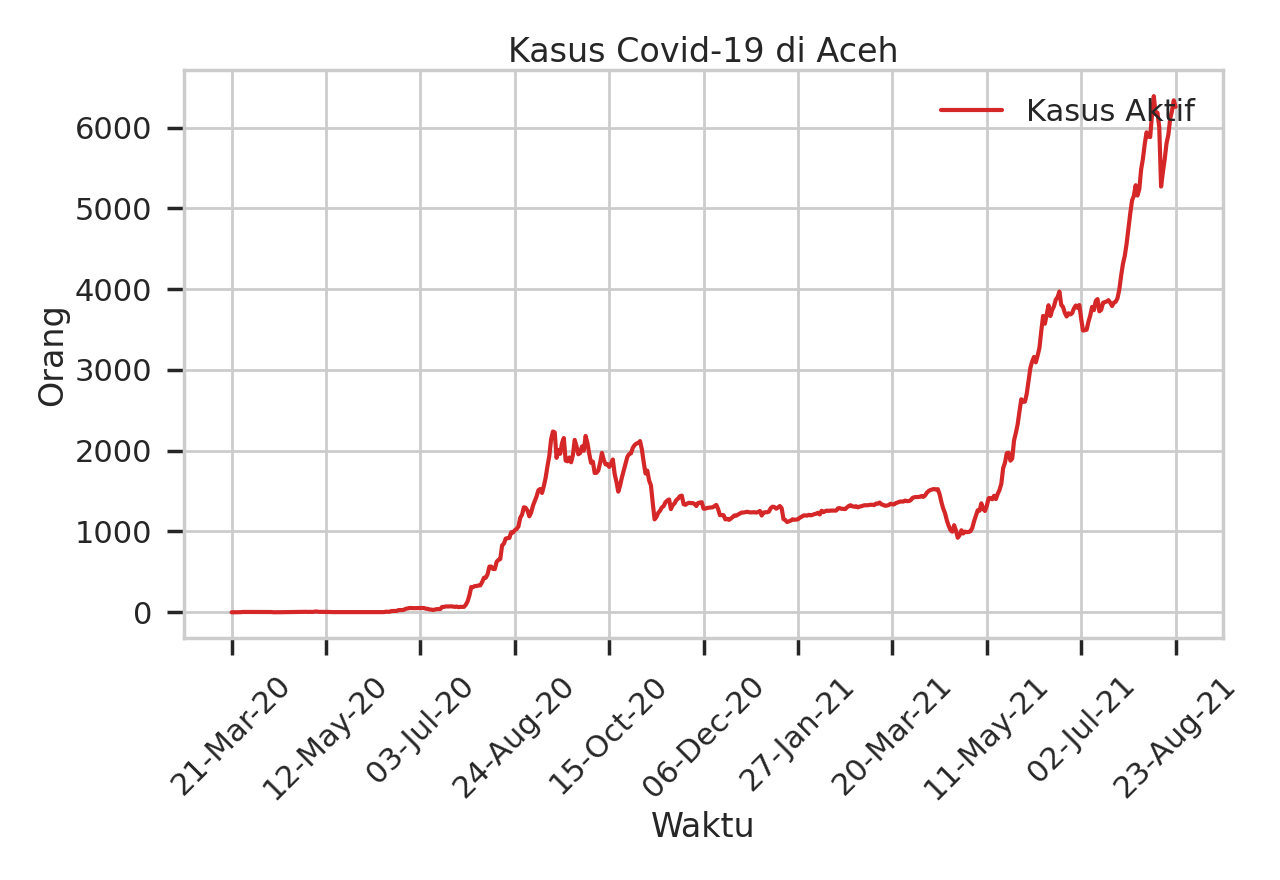 Kasus Covid-19 di Aceh
Kasus Aktif
Orang
6000
5000
4000
3000
2000
1000
0
21-Mar-20
12-May-20
03-Jul-20
24-Aug-20
15-Oct-20
06-Dec-20
27-Jan-21
20-Mar-21
11-May-21
02-Jul-21
23-Aug-21
Waktu